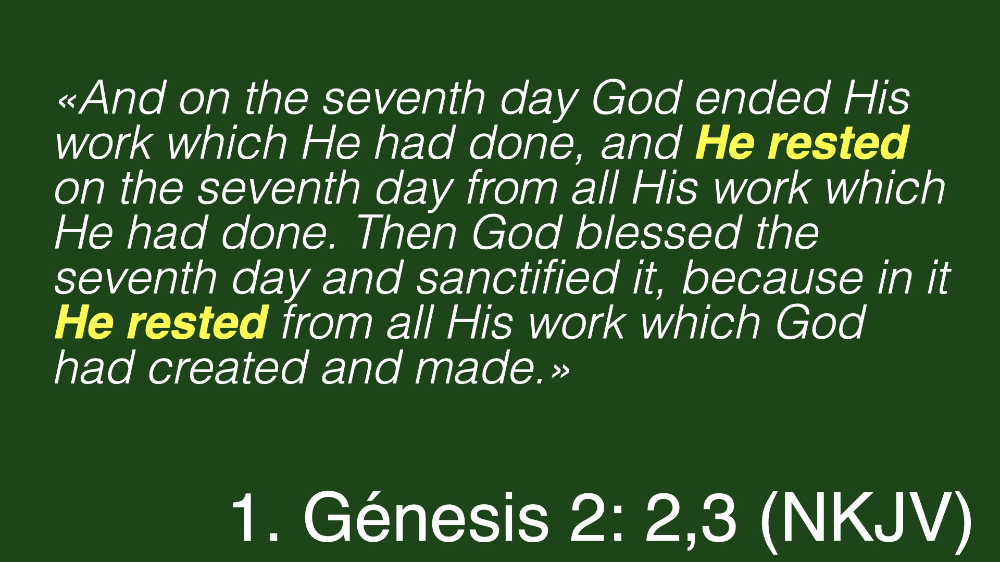 «And on the seventh day God ended His
work which He had done, and He rested
on the seventh day from all His work which
He had done. Then God blessed the
seventh day and sanctified it, because in it
He rested from all His work which God
had created and made.»
1. Génesis 2: 2,3 (NKJV)